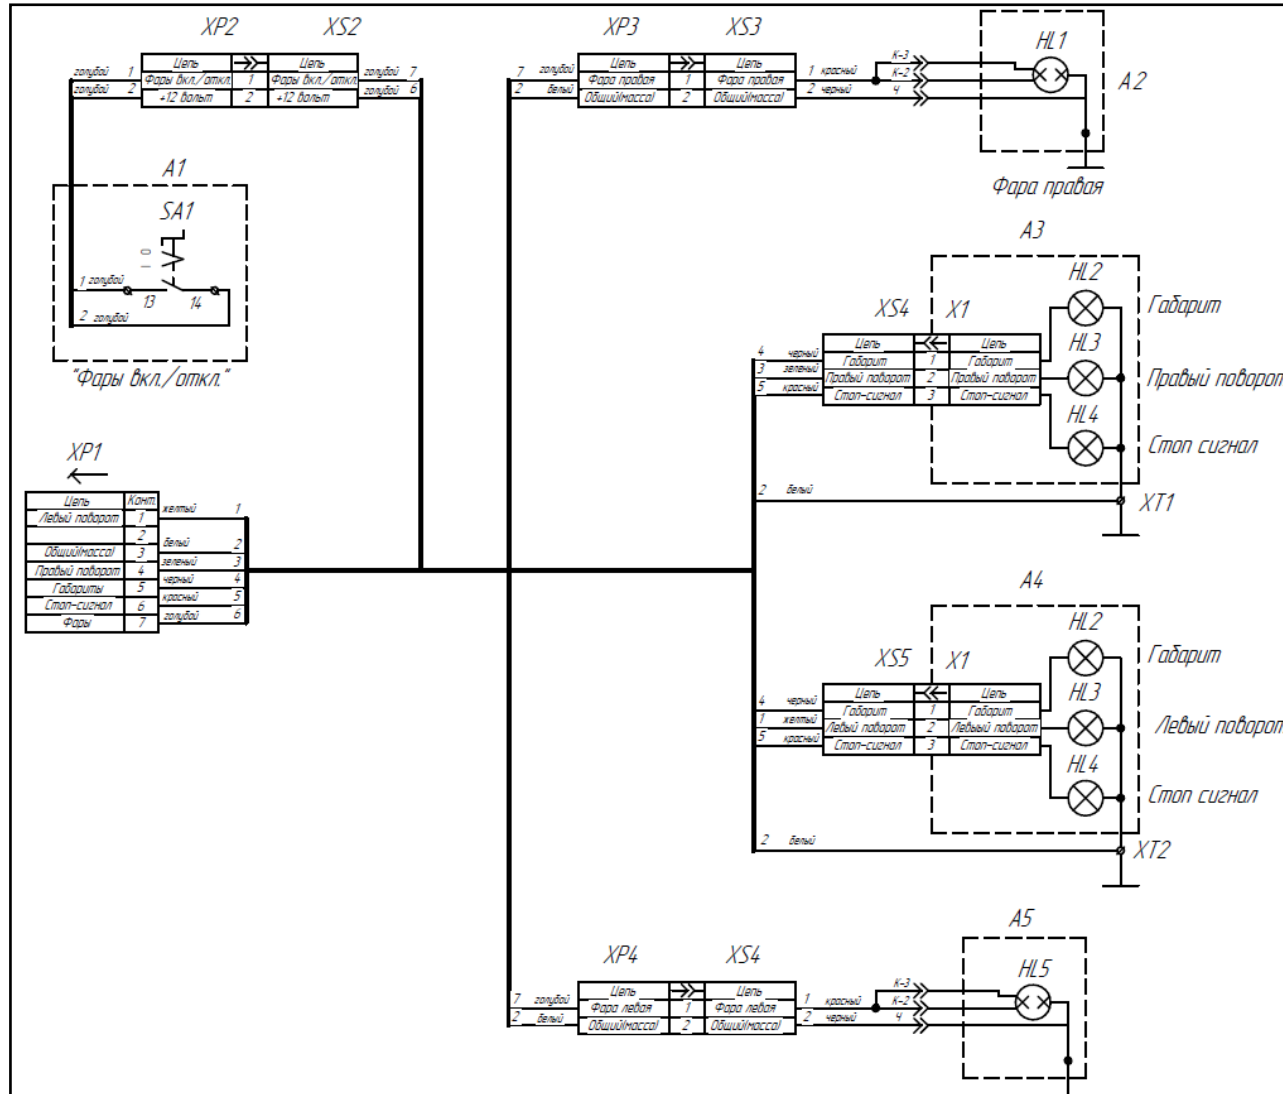 XP2 XS2
голубой 1 Цепь Цепь голубой 7
Фары вкл./откл. 1 Фары вкл./откл.
голубой 2 +12 вольт 2 +12 вольт голубой 6
A1
SA1
I 0
1 голубой
13 14
2 голубой
"Фары вкл./откл."
XP1
Цепь Конт.
Левый поворот 1 желтый 1
2
Общий(масса) 3 белый 2
Правый поворот 4 зеленый 3
Габариты 5 черный 4
Стоп-сигнал 6 красный 5
Фары 7 голубой 6
XP3 XS3
Цепь Цепь
7 голубой Фара правая 1 Фара правая 1 красный
2 белый Общий(масса) 2 Общий(масса) 2 черный
К-3
К-2
Ч
HL1
A2
Фара правая
A3
HL2
Габарит
XS4 X1
HL3
Цепь Цепь
4 черный Габарит 1 Габарит
3 зеленый Правый поворот 2 Правый поворот
5 красный Стоп-сигнал 3 Стоп-сигнал
Правый поворот
HL4
Стоп сигнал
2 белый
XT1
A4
HL2
Габарит
XS5 X1
HL3
Цепь Цепь
4 черный Габарит 1 Габарит
1 желтый Левый поворот 2 Левыый поворот
5 красный Стоп-сигнал 3 Стоп-сигнал
Левый поворот
HL4
Стоп сигнал
2 белый
XT2
A5
XP4 XS4
HL5
Цепь Цепь
7 голубой Фара левая 1 Фара левая 1 красный
2 белый Общий(масса) 2 Общий(масса) 2 черный
К-3
К-2
Ч